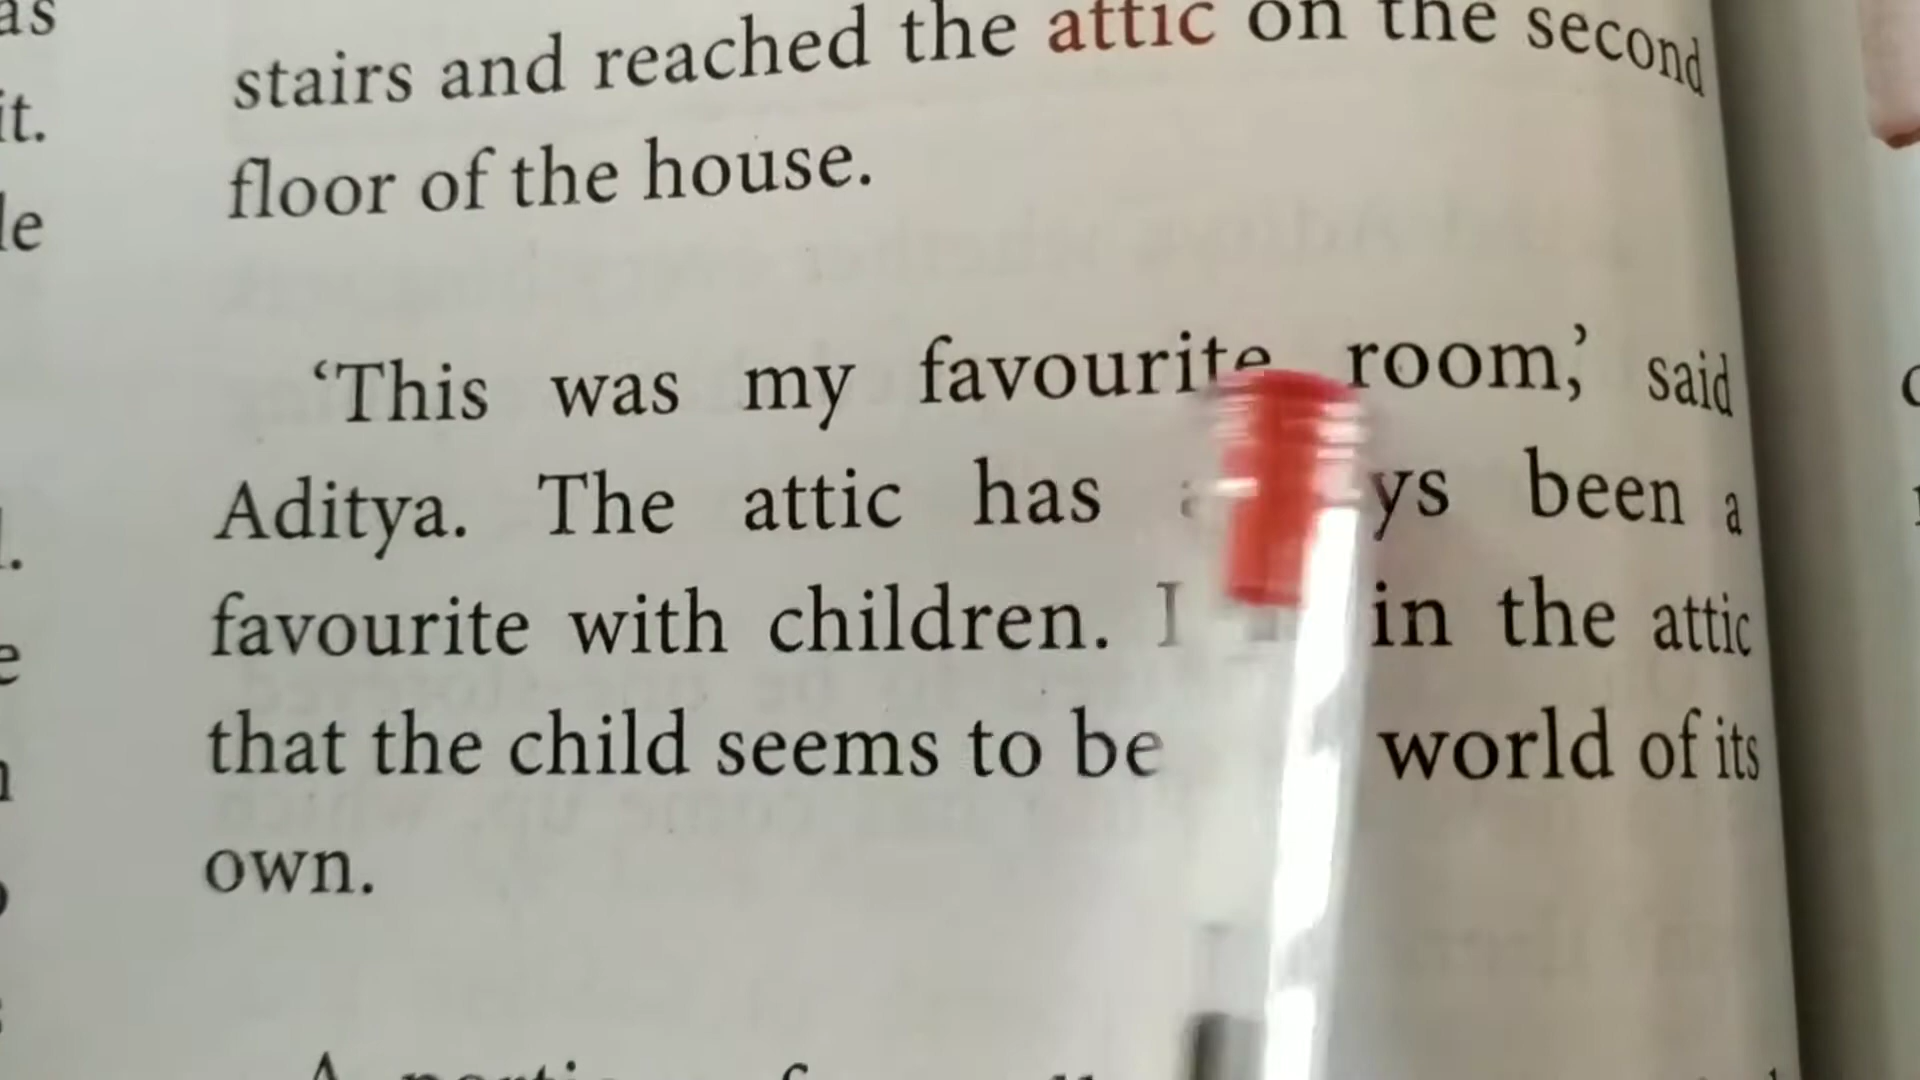 stairs and reached the attic on the second
floor of the house.
‘This was my favourite room,’ said
Aditya. The attic has been a
favourite with children. in the attic
that the child seems to be world of its
own.